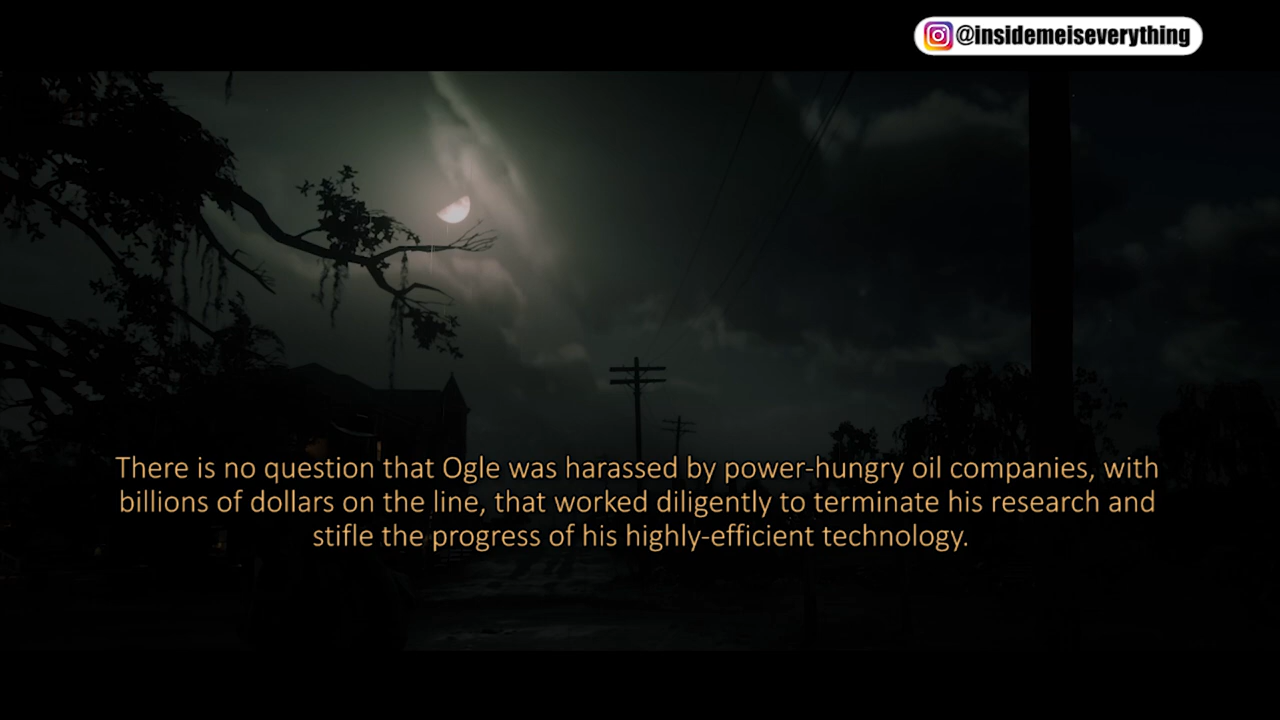 @insidemeiseverything
There is no question that Ogle was harassed by power-hungry oil companies, with
billions of dollars on the line, that worked diligently to terminate his research and
stifle the progress of his highly-efficient technology.